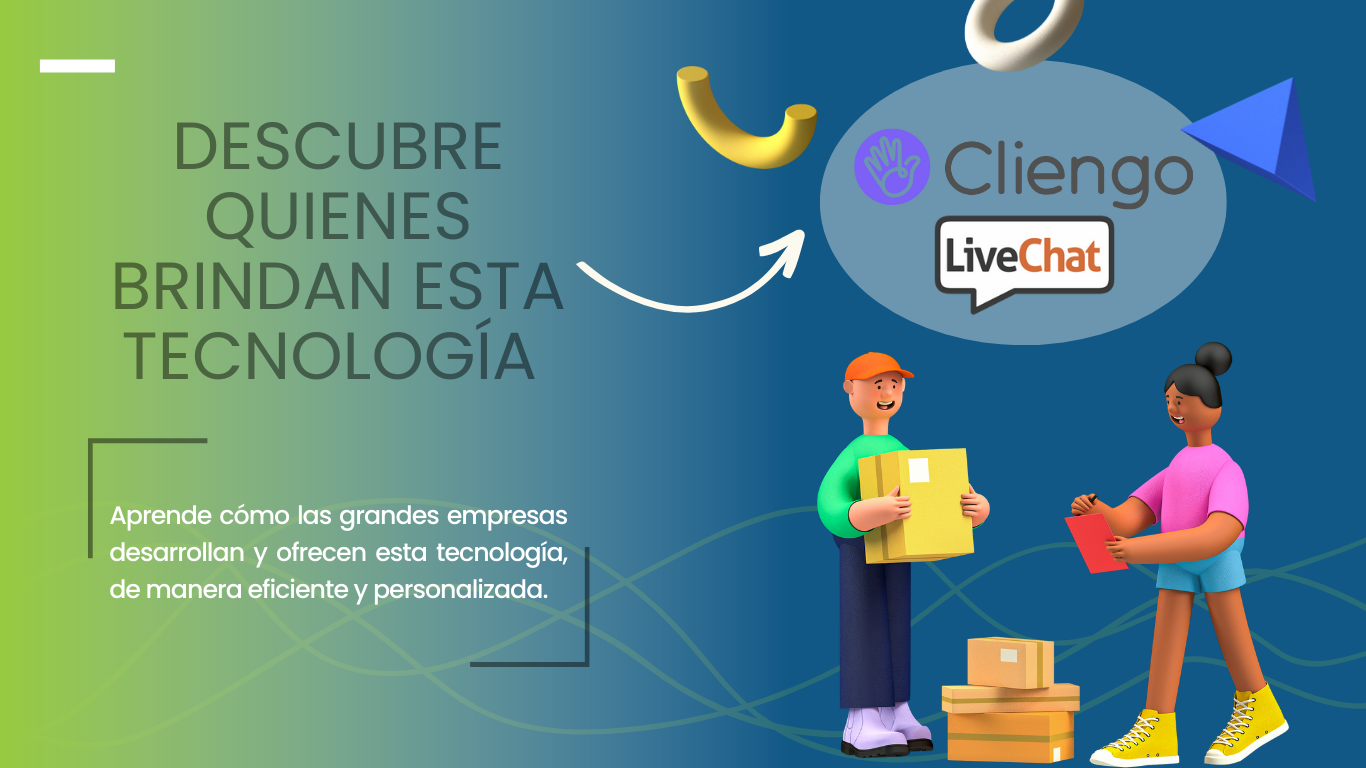 DESCUBRE
QUIENES
BRINDAN ESTA
TECNOLOGÍA
Aprende cómo las grandes empresas
desarrollan y ofrecen esta tecnología,
de manera eficiente y personalizada.
Cliengo
LiveChat